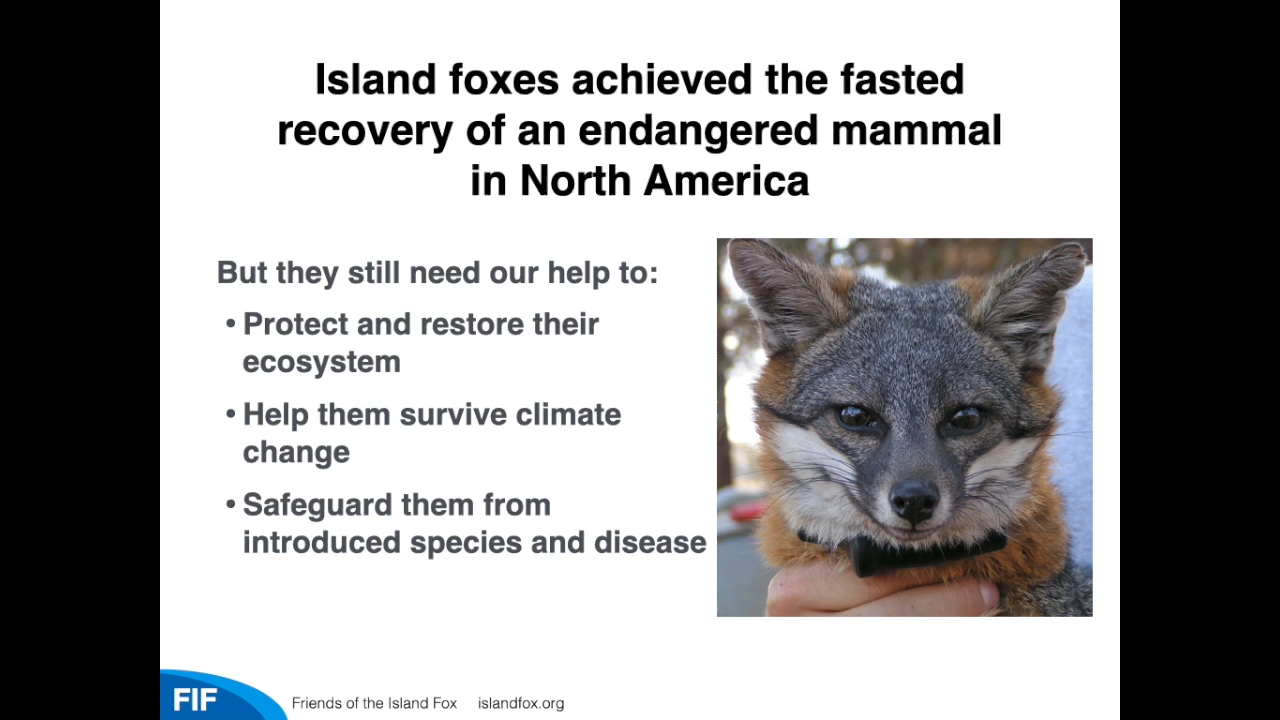 Island foxes achieved the fasted
recovery of an endangered mammal
in North America
But they still need our help to:
• Protect and restore their
ecosystem
• Help them survive climate
change
• Safeguard them from
introduced species and disease
FIF
Friends of the Island Fox islandfox.org